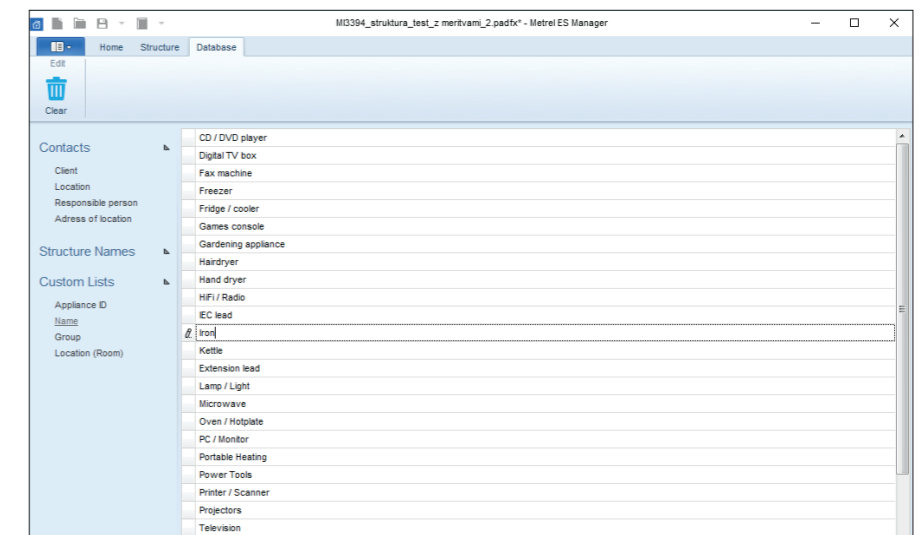 MI3394_struktura_test_z meritvami_2.padfx* - Metrel ES Manager
Home Structure Database
Edit
Clear
Contacts
Client
Location
Responsible person
Adress of location
Structure Names
Custom Lists
Appliance ID
Name
Group
Location (Room)
CD / DVD player
Digital TV box
Fax machine
Freezer
Fridge / cooler
Games console
Gardening appliance
Hairdryer
Hand dryer
HiFi / Radio
IEC lead
Iron
Kettle
Extension lead
Lamp / Light
Microwave
Oven / Hotplate
PC / Monitor
Portable Heating
Power Tools
Printer / Scanner
Projectors
Television